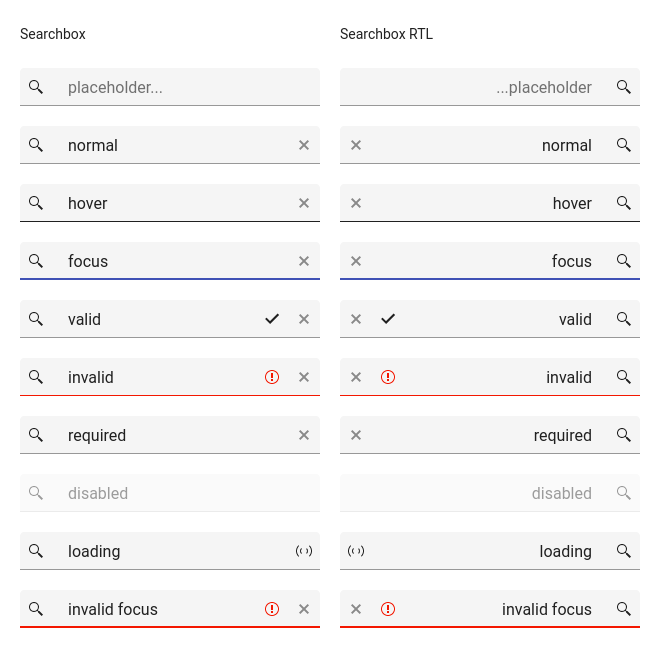 Searchbox
placeholder...
normal
hover
focus
valid
invalid
required
disabled
loading
invalid focus
Searchbox RTL
...placeholder
normal
hover
focus
valid
invalid
required
disabled
loading
invalid focus